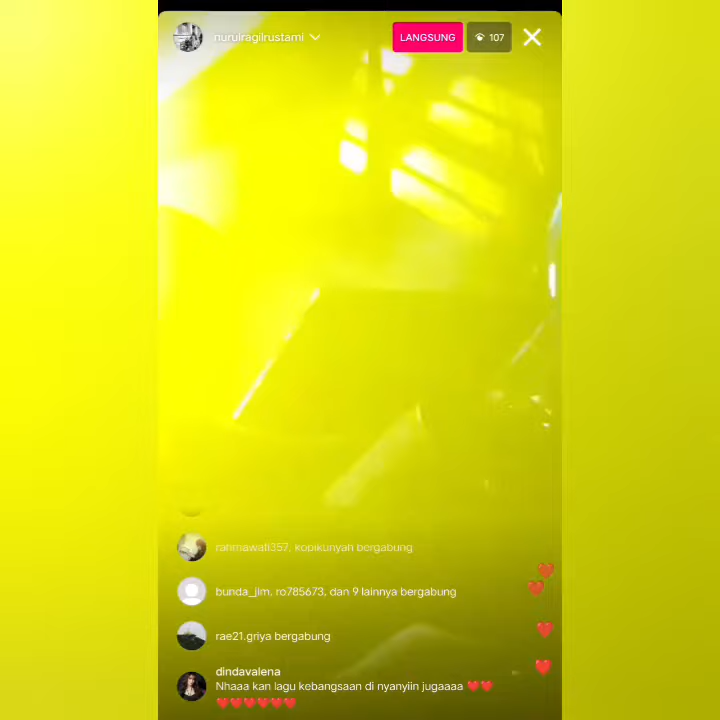 nurulragilrustami
LANGSUNG
107
rahmawati357, kopikunyah bergabung
bunda_jim, ro785673, dan 9 lainnya bergabung
rae21.griya bergabung
dindavalena
Nhaaa kan lagu kebangsaan di nyanyiin jugaaaa ❤️❤️
❤️❤️❤️❤️❤️❤️